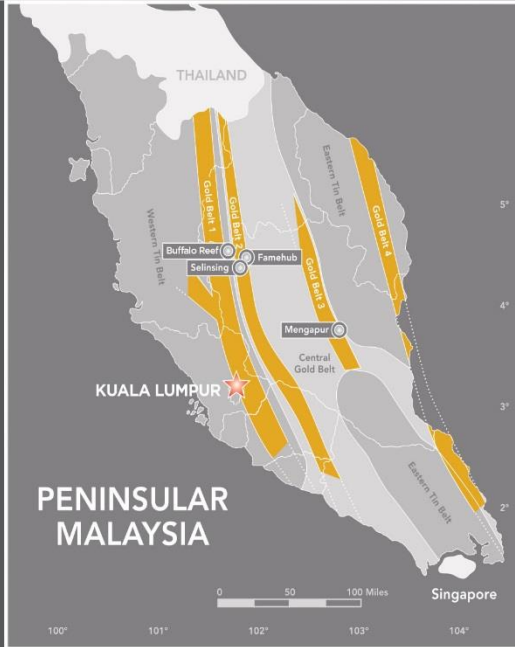 THAILAND
Gold Belt 1
Gold Belt 2
Eastern Tin Belt
Gold Belt 4
5°
Western Tin Belt
Buffalo Reef
Famehub
Selinsing
Gold Belt 3
4°
Mengapur
Central
Gold Belt
KUALA LUMPUR
3°
Eastern Tin Belt
PENINSULAR
MALAYSIA
2°
0 50 100 Miles
Singapore
100° 101° 102° 103° 104°